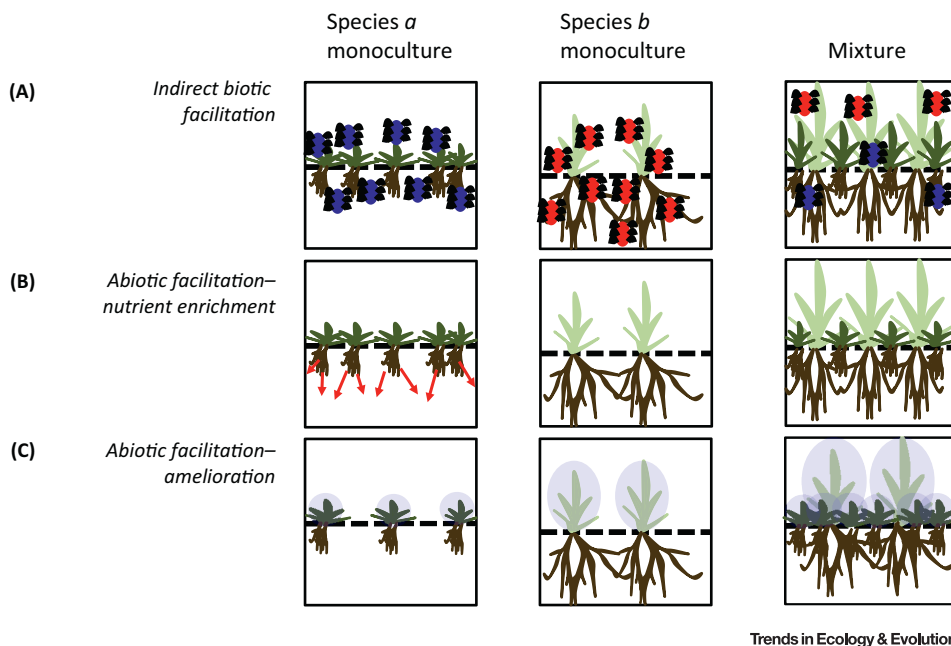 Species a
monoculture
Species b
monoculture
Mixture
(A)
Indirect biotic
facilitation
(B)
Abiotic facilitation–
nutrient enrichment
(C)
Abiotic facilitation–
amelioration
Trends in Ecology & Evolution